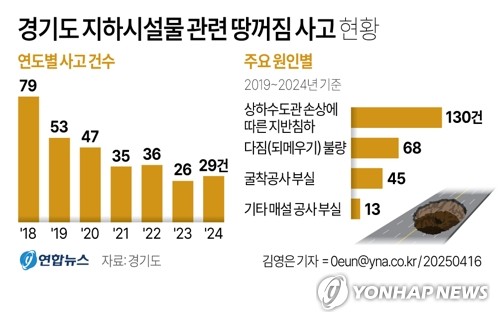 경기도 지하시설물 관련 땅꺼짐 사고 현황
연도별 사고 건수
79
53
47
35
36
26
29건
'18
'19
'20
'21
'22
'23
'24
주요 원인별
2019~2024년 기준
상하수도관 손상에
따른 지반침하
130건
다짐(되메우기) 불량
68
굴착공사 부실
45
기타 매설 공사 부실
13
연합뉴스
자료: 경기도
김영은 기자 = 0eun@yna.co.kr/20250416
YONHAP NEWS